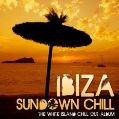 IBIZA
SUNDOWN CHILL
THE WHITE ISLAND CHILL OUT ALBUM